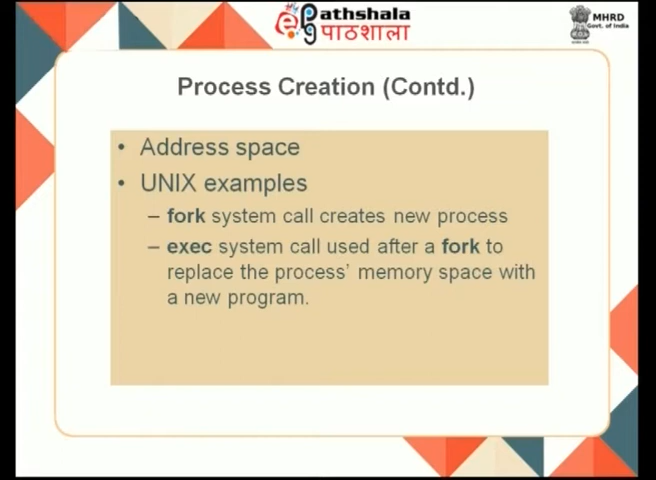 Pathshala
पाठशाला
MHRD
Govt. of India
Process Creation (Contd.)
• Address space
• UNIX examples
– fork system call creates new process
– exec system call used after a fork to
replace the process' memory space with
a new program.